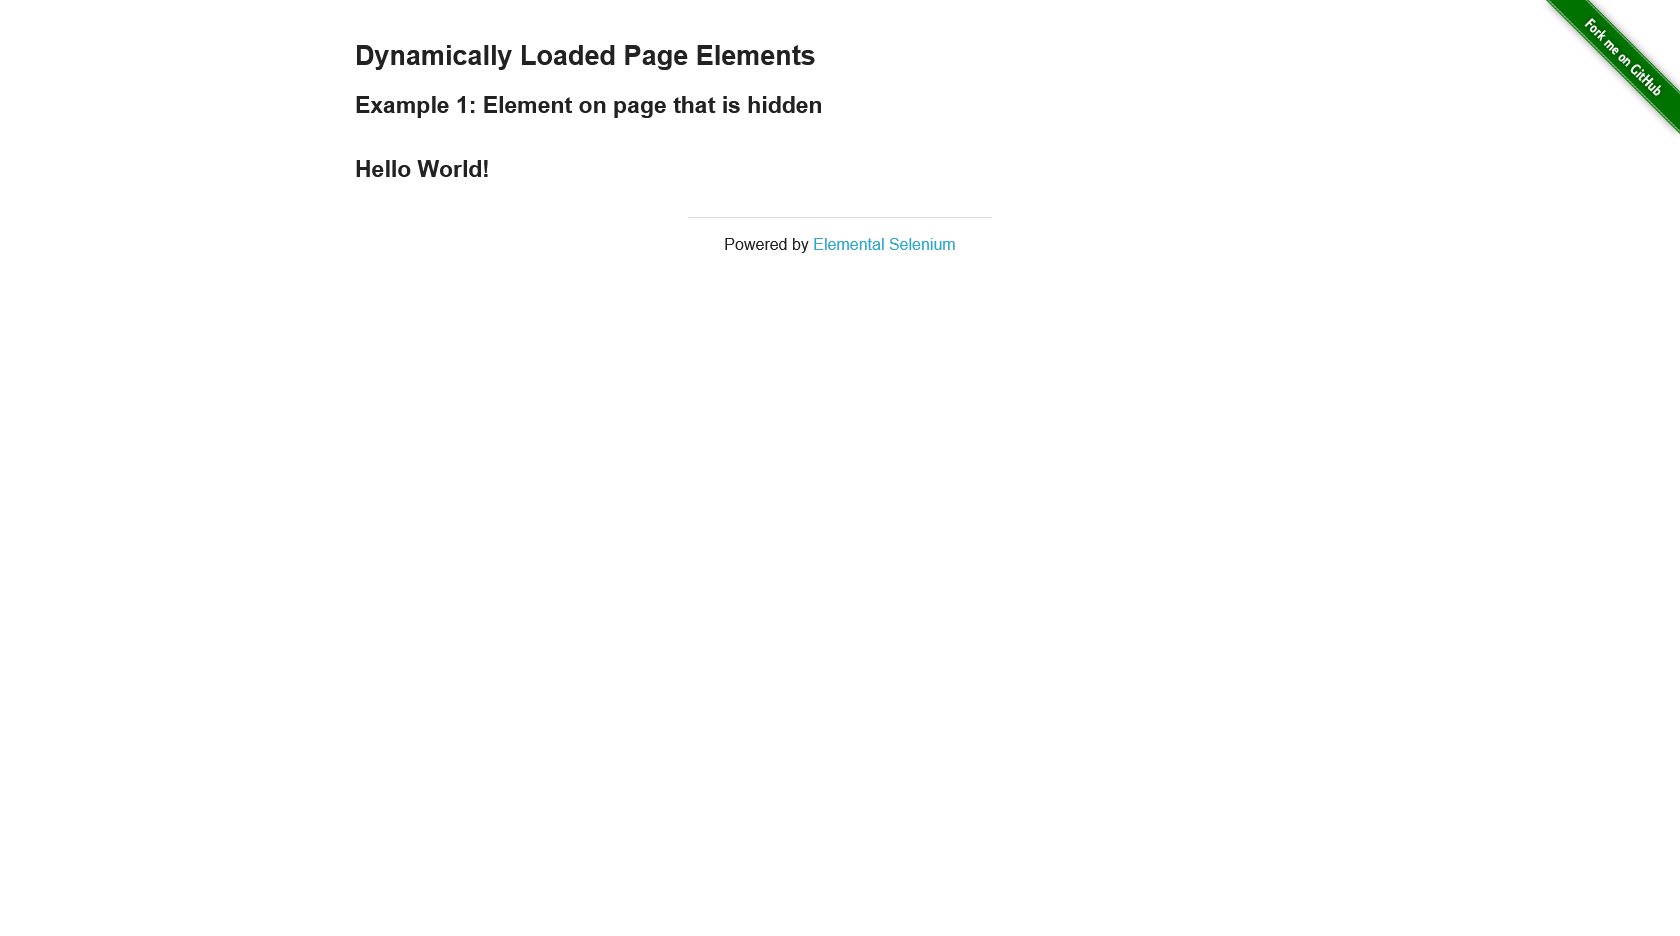 Dynamically Loaded Page Elements
Example 1: Element on page that is hidden
Hello World!
Powered by Elemental Selenium
Fork me on GitHub